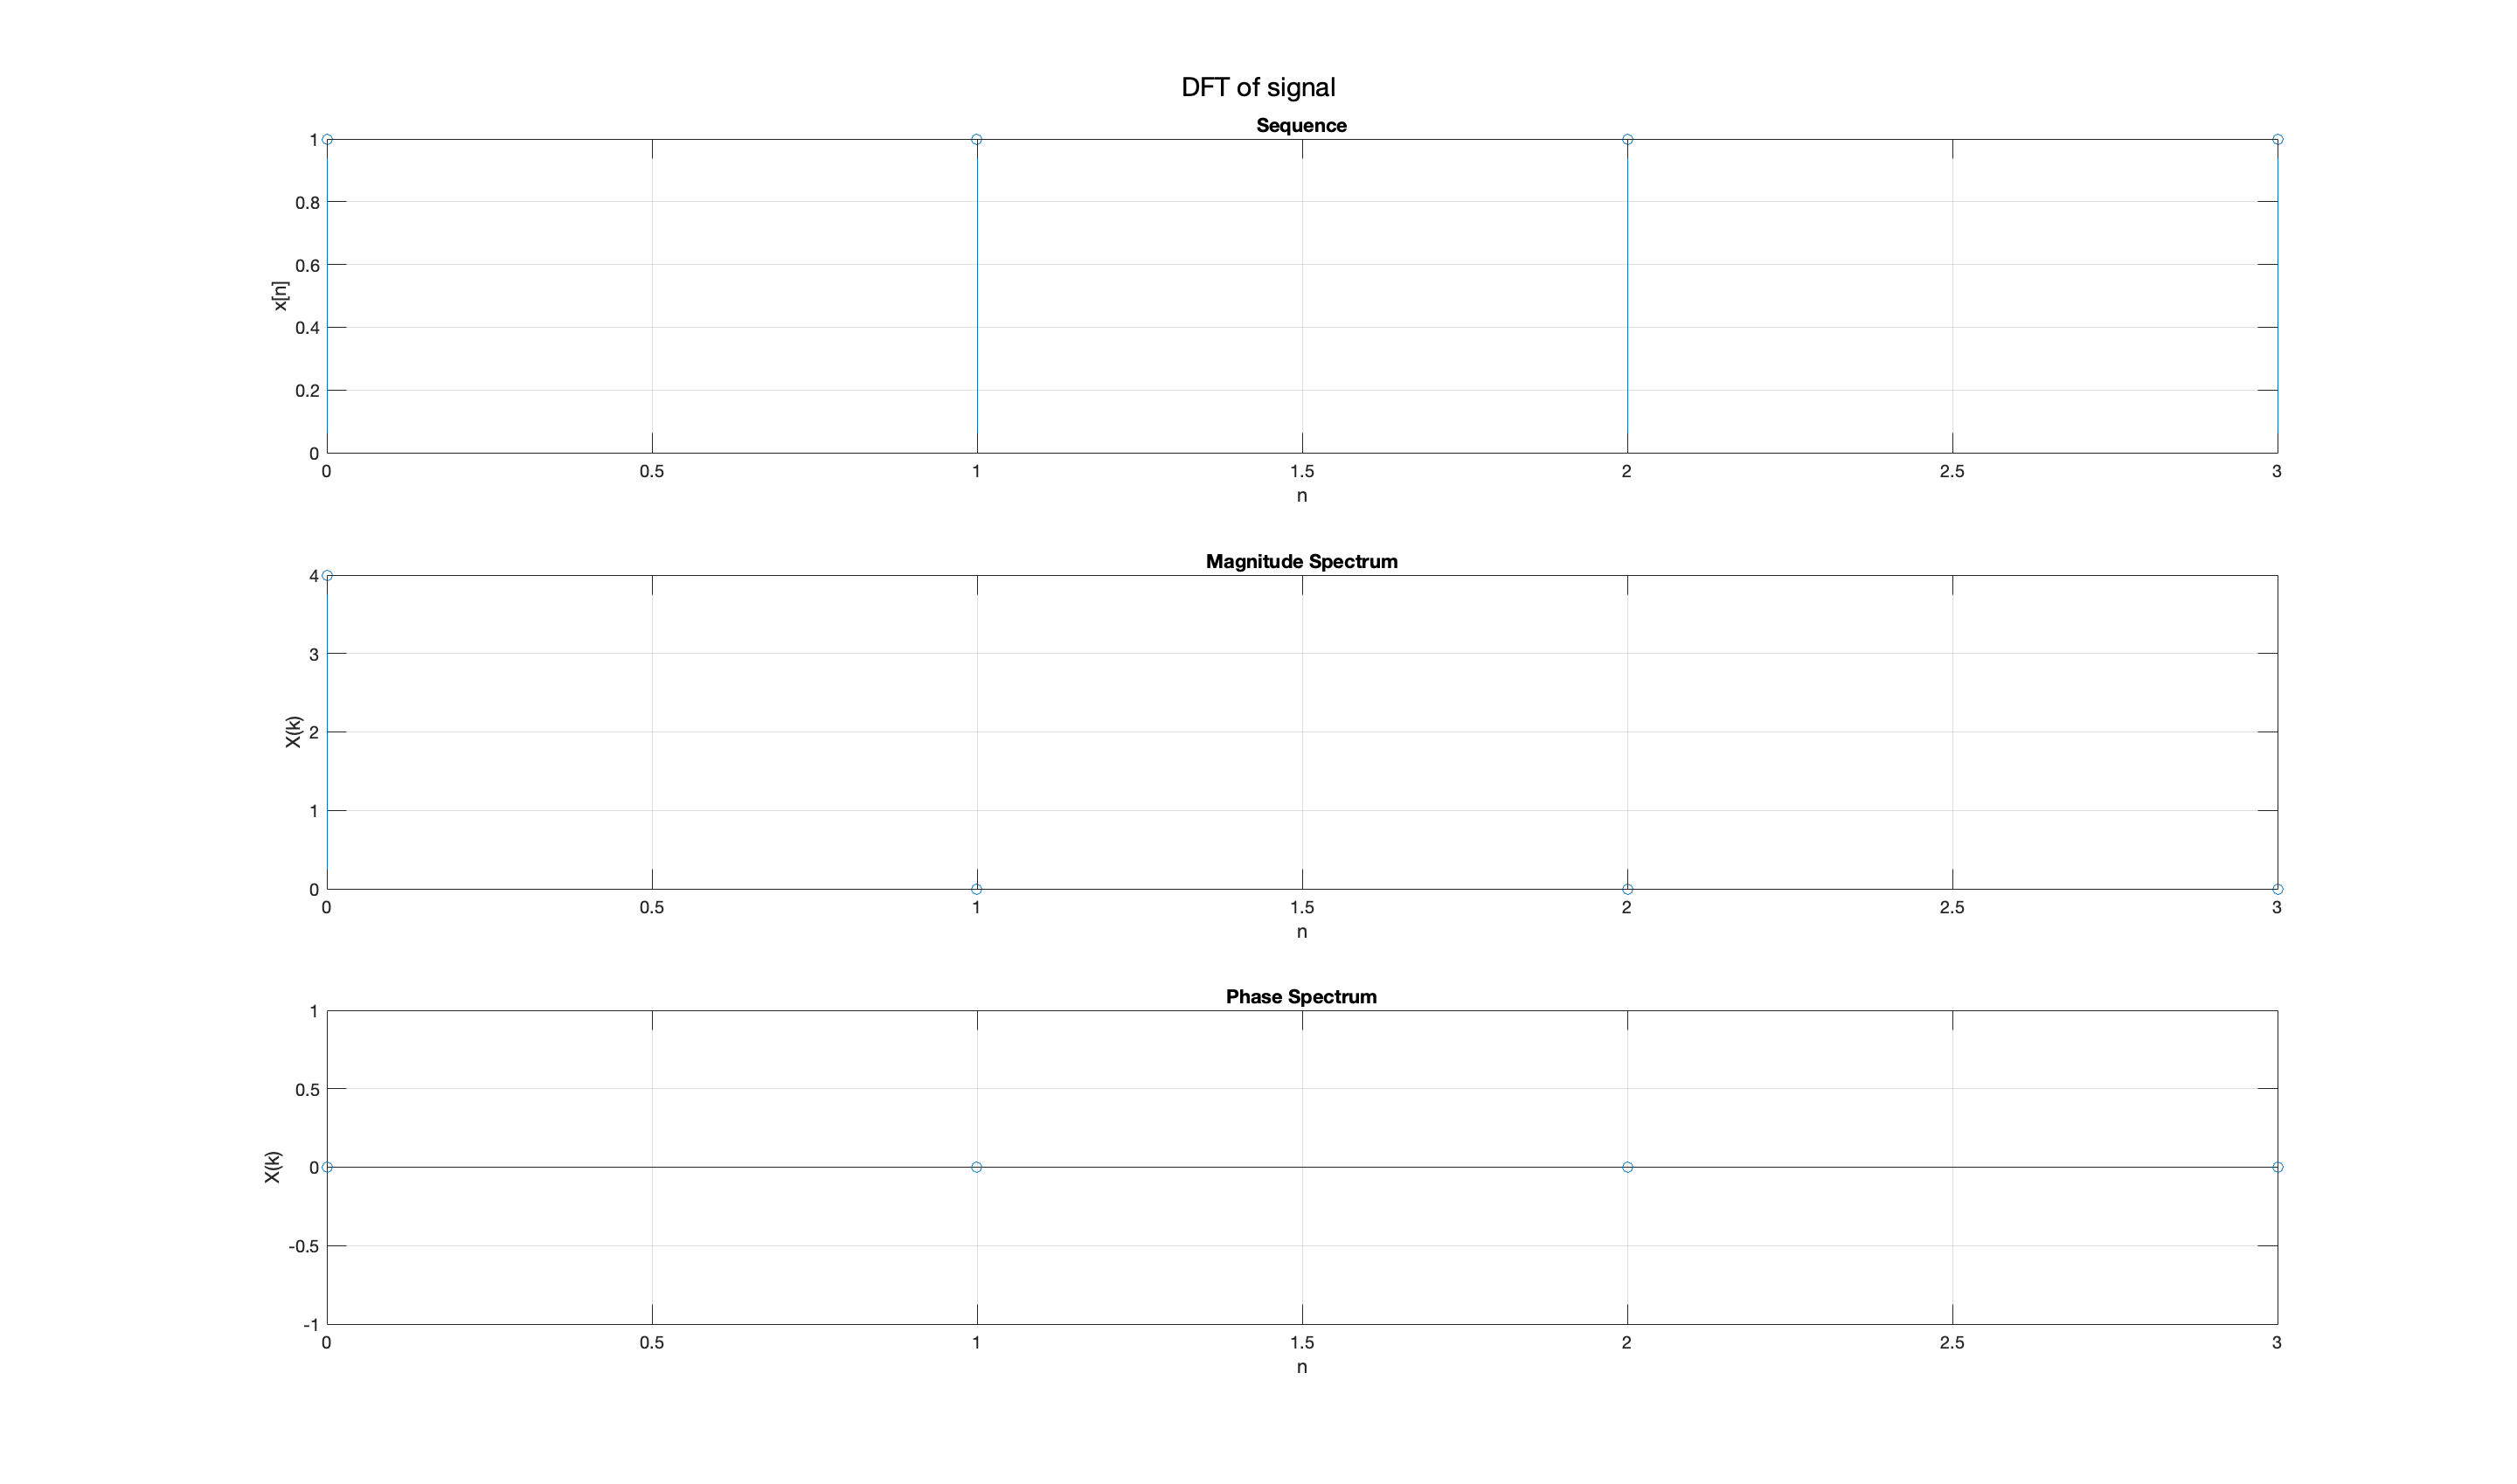 DFT of signal
Sequence
1
0.8
0.6
0.4
0.2
0
x[n]
0 0.5 1 1.5 2 2.5 3
n
Magnitude Spectrum
4
3
2
1
0
X(k)
0 0.5 1 1.5 2 2.5 3
n
Phase Spectrum
1
0.5
0
-0.5
-1
X(k)
0 0.5 1 1.5 2 2.5 3
n